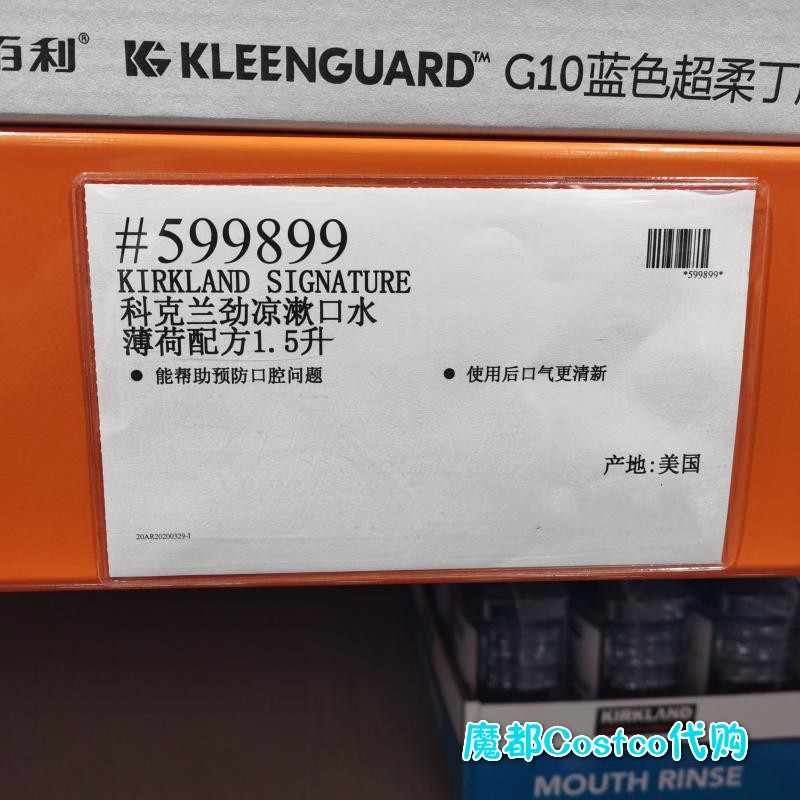 百利® KG KLEENGUARD™ G10蓝色超柔丁
#599899
*599899*
KIRKLAND SIGNATURE
科克兰劲凉漱口水
薄荷配方1.5升
● 能帮助预防口腔问题 ● 使用后口气更清新
产地:美国
20AR20200329-I
KIRKLAND
魔都Costco代购
MOUTH RINSE